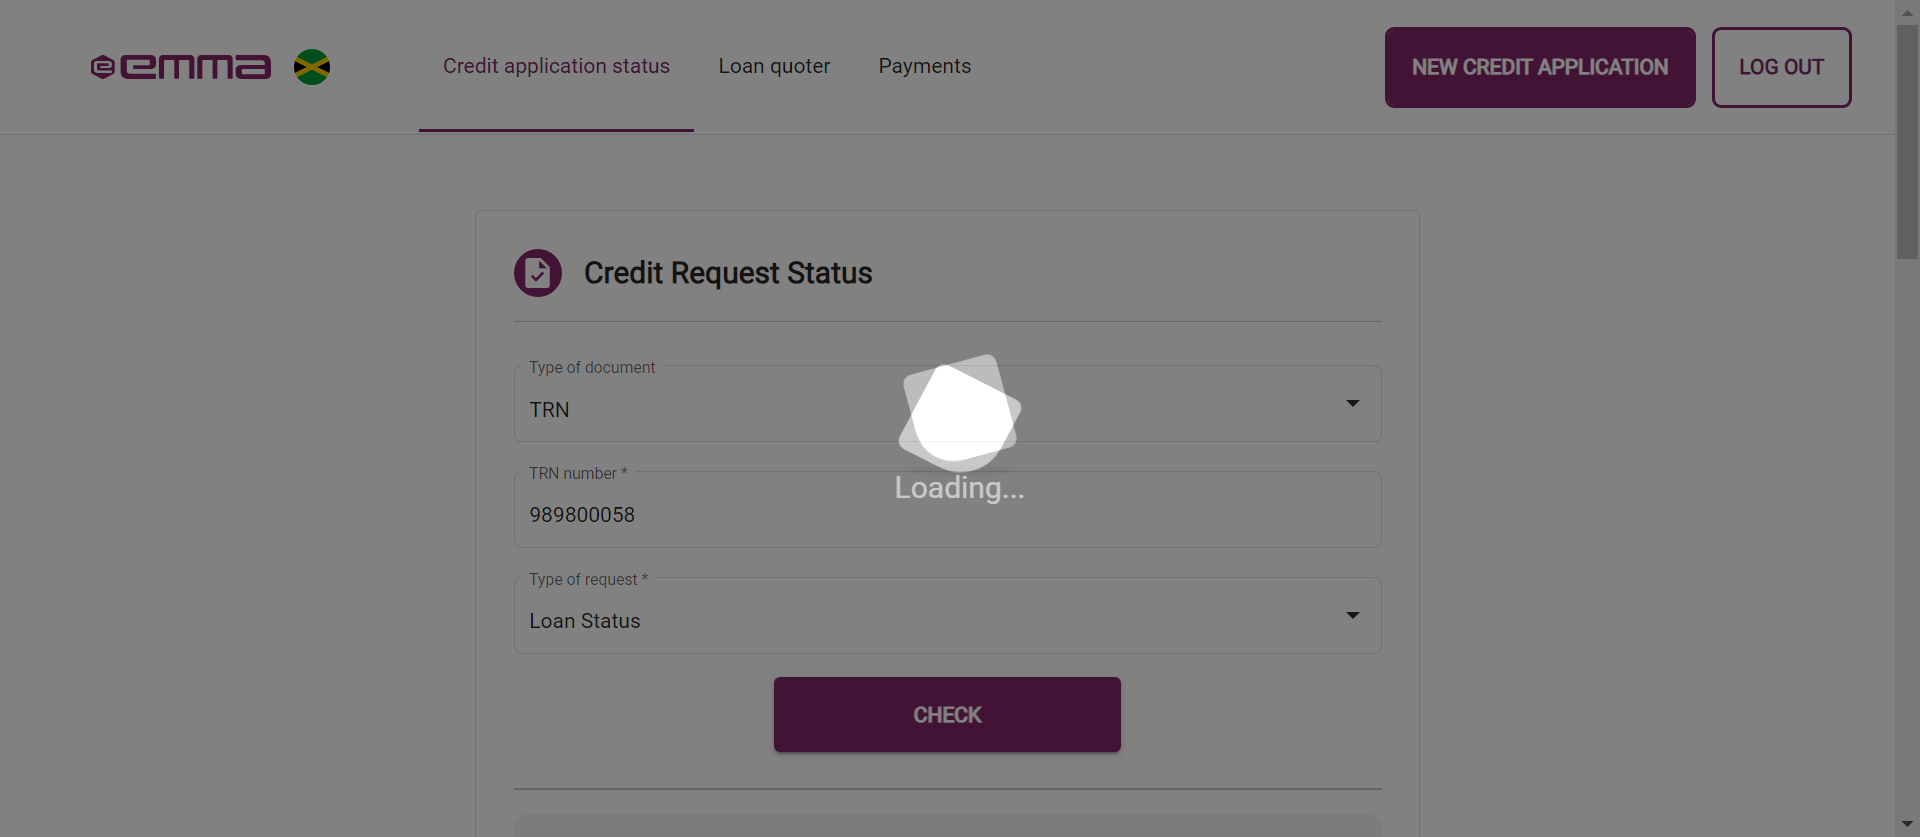 emma
Credit application status
Loan quoter
Payments
NEW CREDIT APPLICATION
LOG OUT
Credit Request Status
Type of document
TRN
TRN number *
989800058
Loading...
Type of request *
Loan Status
CHECK